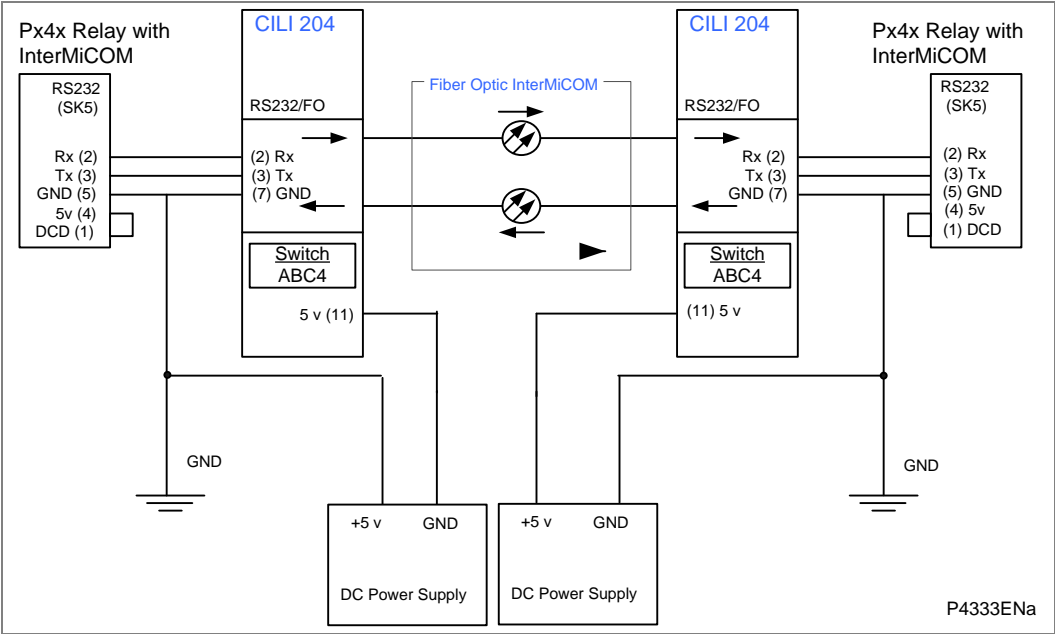 Px4x Relay with
InterMiCOM
RS232
(SK5)
Rx (2)
Tx (3)
GND (5)
5v (4)
DCD (1)
CILI 204
RS232/FO
(2) Rx
(3) Tx
(7) GND
Switch
ABC4
5 v (11)
Fiber Optic InterMiCOM
CILI 204
RS232/FO
Rx (2)
Tx (3)
GND (7)
Switch
ABC4
(11) 5 v
Px4x Relay with
InterMiCOM
RS232
(SK5)
(2) Rx
(3) Tx
(5) GND
(4) 5v
(1) DCD
GND
GND
+5 v
GND
DC Power Supply
+5 v
GND
DC Power Supply
P4333ENa